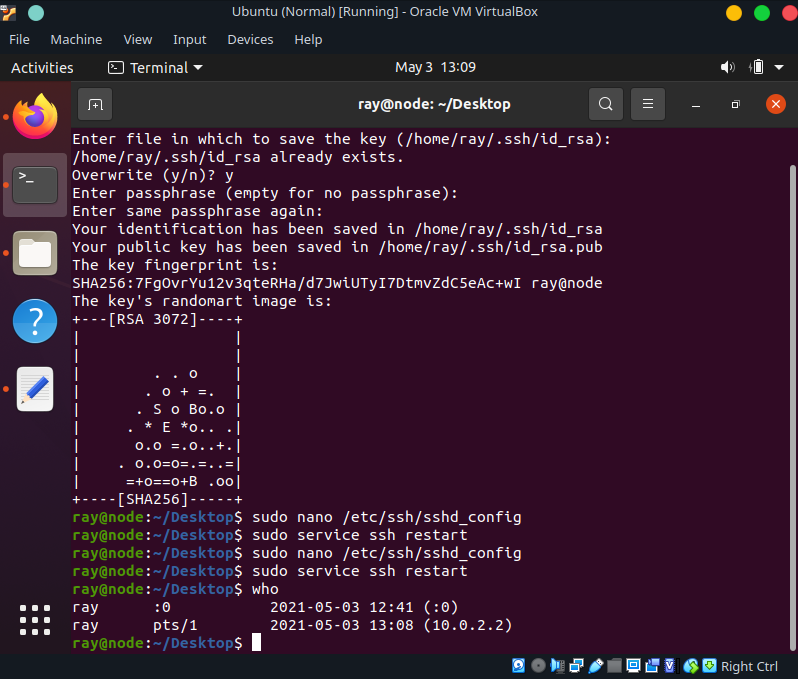 Ubuntu (Normal) [Running] - Oracle VM VirtualBox
File Machine View Input Devices Help
Activities Terminal May 3 13:09
ray@node: ~/Desktop
Enter file in which to save the key (/home/ray/.ssh/id_rsa):
/home/ray/.ssh/id_rsa already exists.
Overwrite (y/n)? y
Enter passphrase (empty for no passphrase):
Enter same passphrase again:
Your identification has been saved in /home/ray/.ssh/id_rsa
Your public key has been saved in /home/ray/.ssh/id_rsa.pub
The key fingerprint is:
SHA256:7FgOvrYu12v3qteRHa/d7JwiUTyI7DtmvZdC5eAc+wI ray@node
The key's randomart image is:
+---[RSA 3072]----+
|                 |
|                 |
|        . . o    |
|       . o + =.  |
|      . S o Bo.o |
|     . * E *o.. .|
|      o.o =.o..+.|
|    . o.o=o=.=..=|
|     =+o==o+B .oo|
+----[SHA256]-----+
ray@node:~/Desktop$ sudo nano /etc/ssh/sshd_config
ray@node:~/Desktop$ sudo service ssh restart
ray@node:~/Desktop$ sudo nano /etc/ssh/sshd_config
ray@node:~/Desktop$ sudo service ssh restart
ray@node:~/Desktop$ who
ray      :0           2021-05-03 12:41 (:0)
ray      pts/1        2021-05-03 13:08 (10.0.2.2)
ray@node:~/Desktop$
Right Ctrl